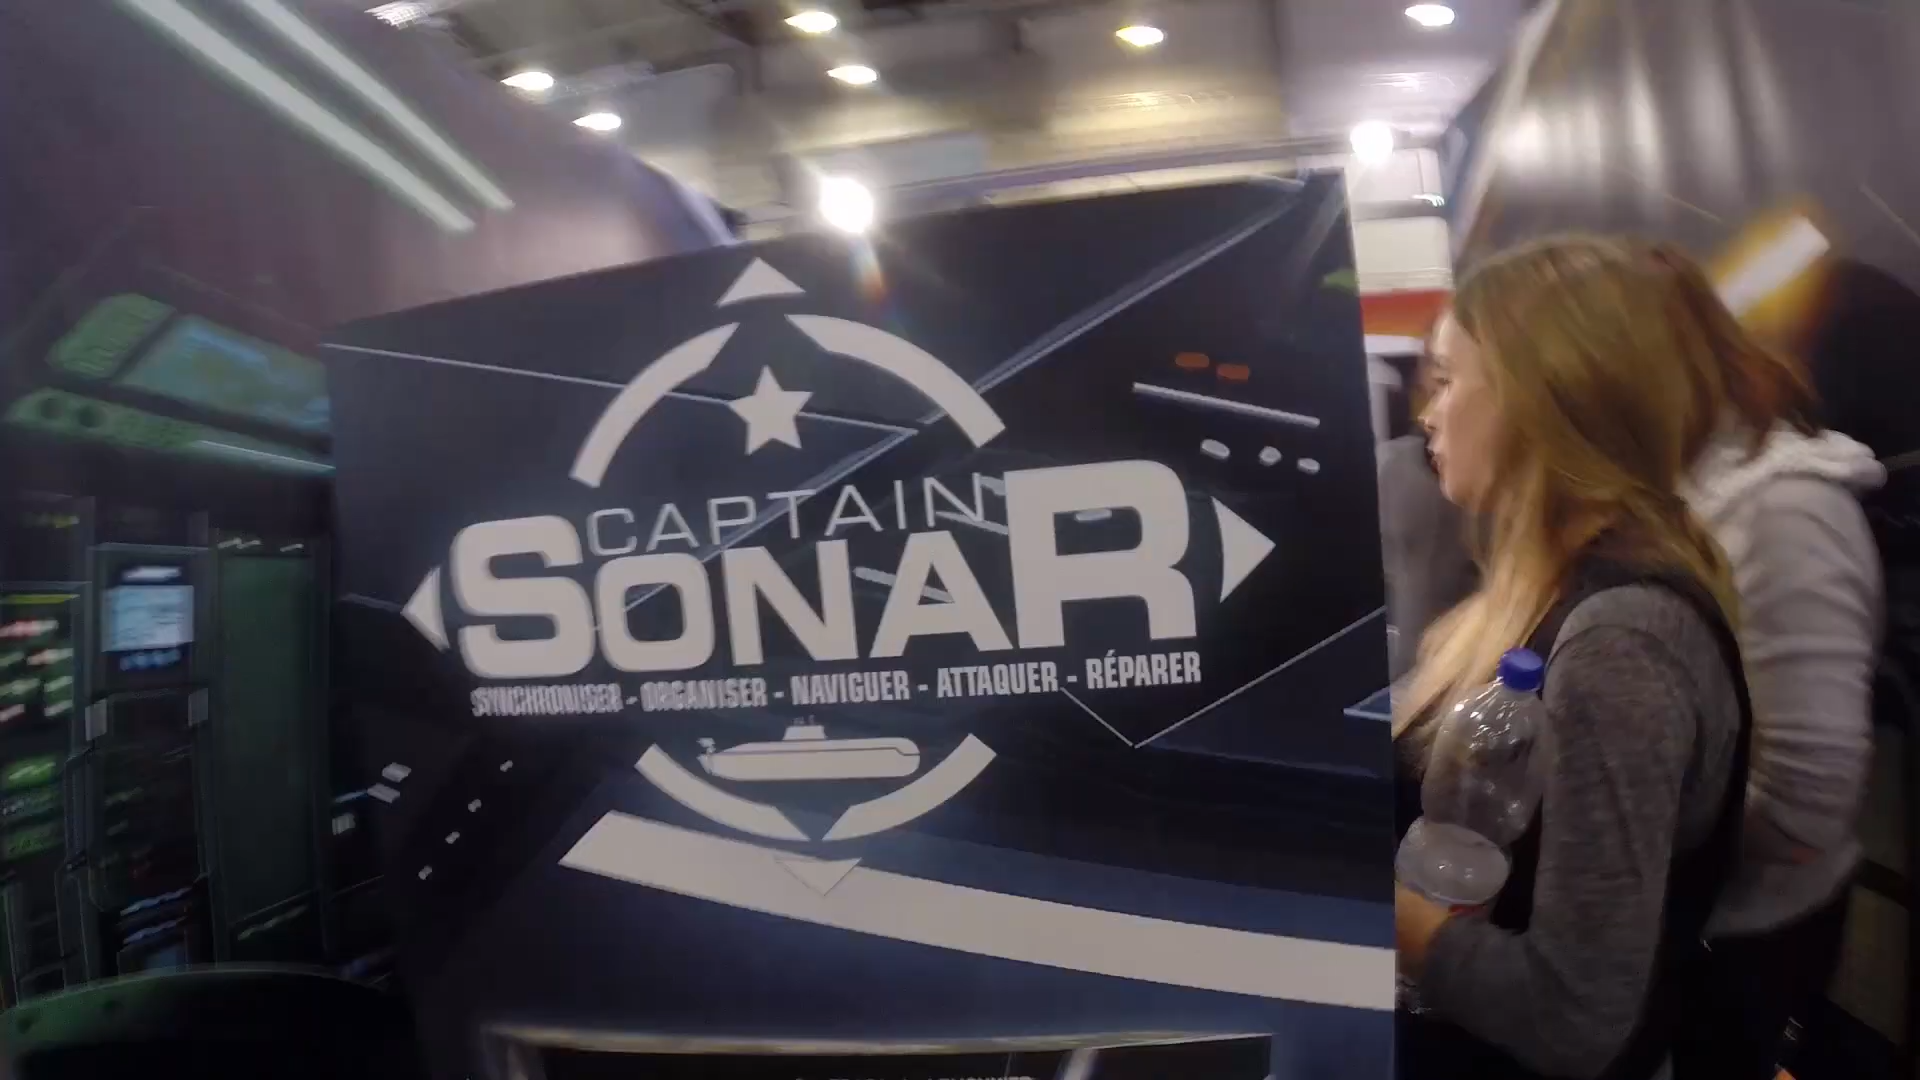 CAPTAIN
SONAR
SYNCHRONISER - ORGANISER - NAVIGUER - ATTAQUER - RÉPARER